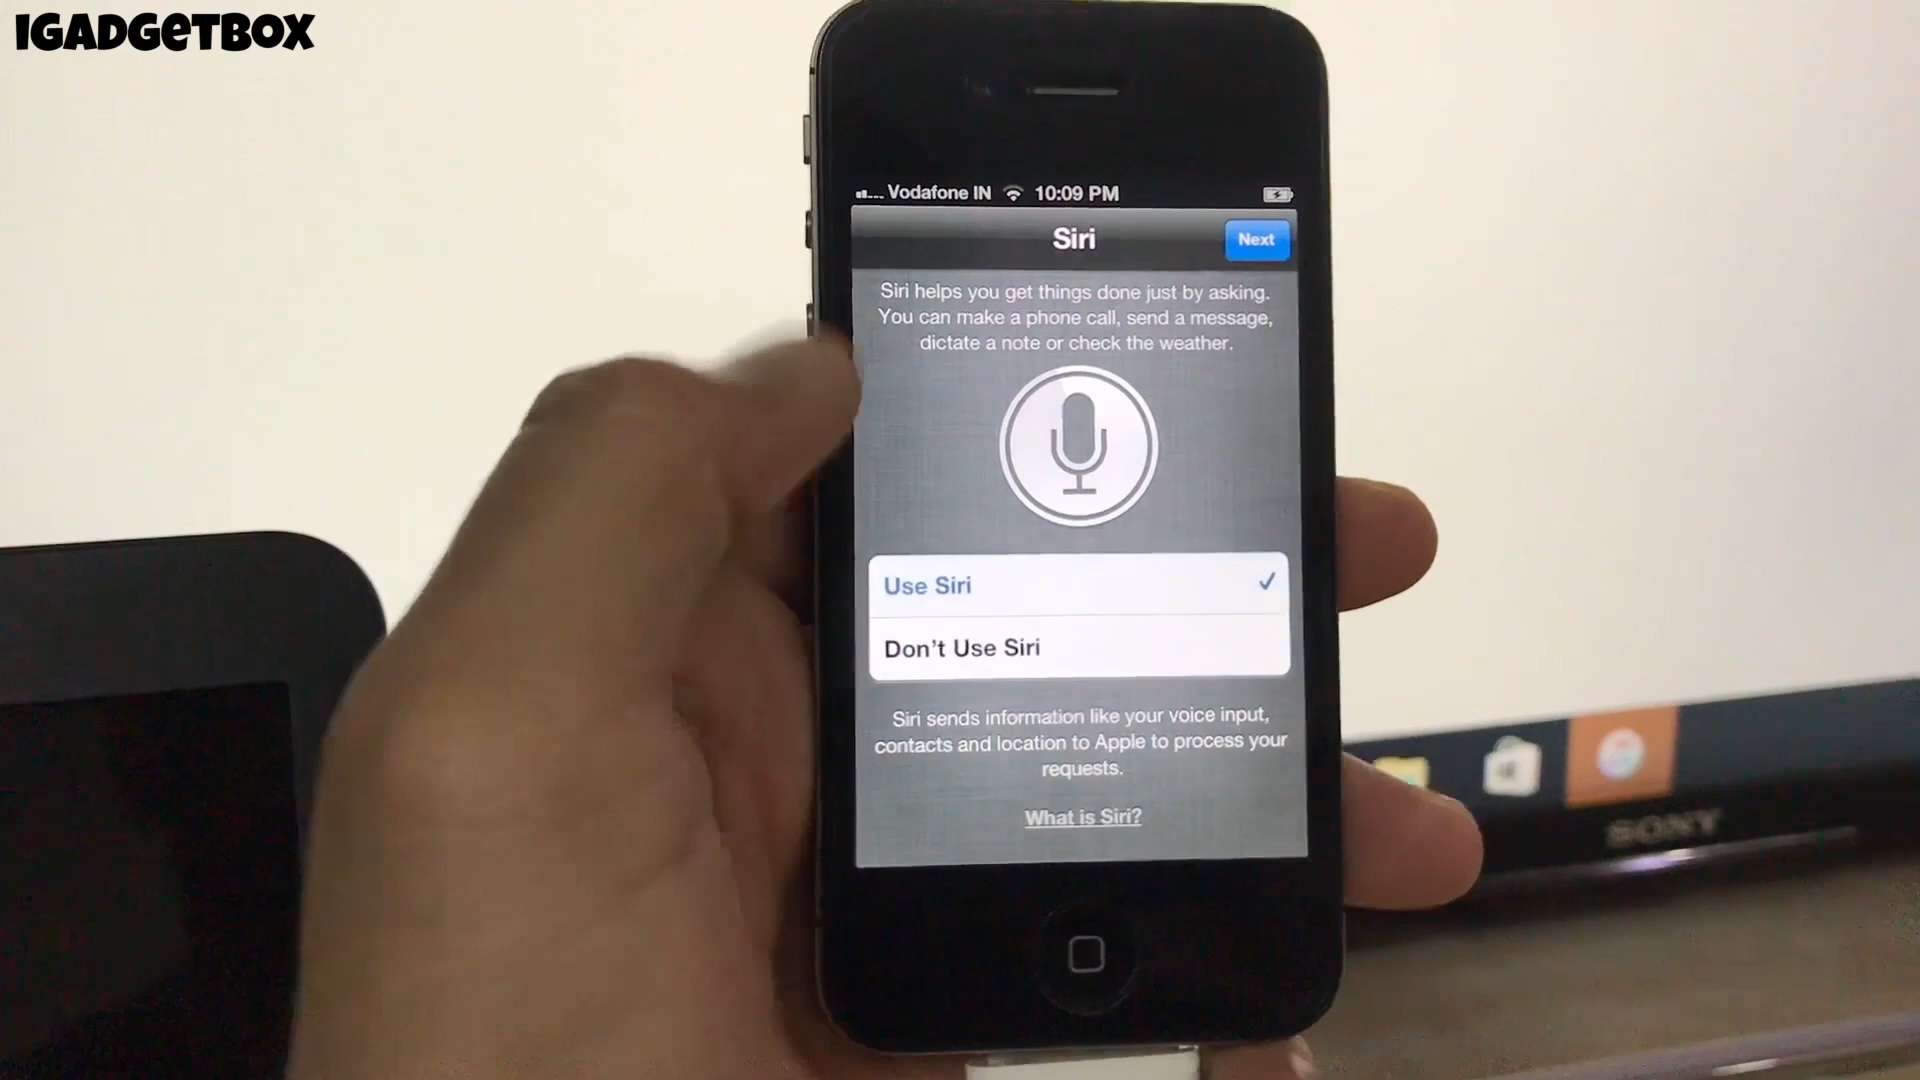 IGADGETBOX
Vodafone IN 10:09 PM
Siri Next
Siri helps you get things done just by asking.
You can make a phone call, send a message,
dictate a note or check the weather.
Use Siri ✓
Don't Use Siri
Siri sends information like your voice input,
contacts and location to Apple to process your
requests.
What is Siri?
SONY